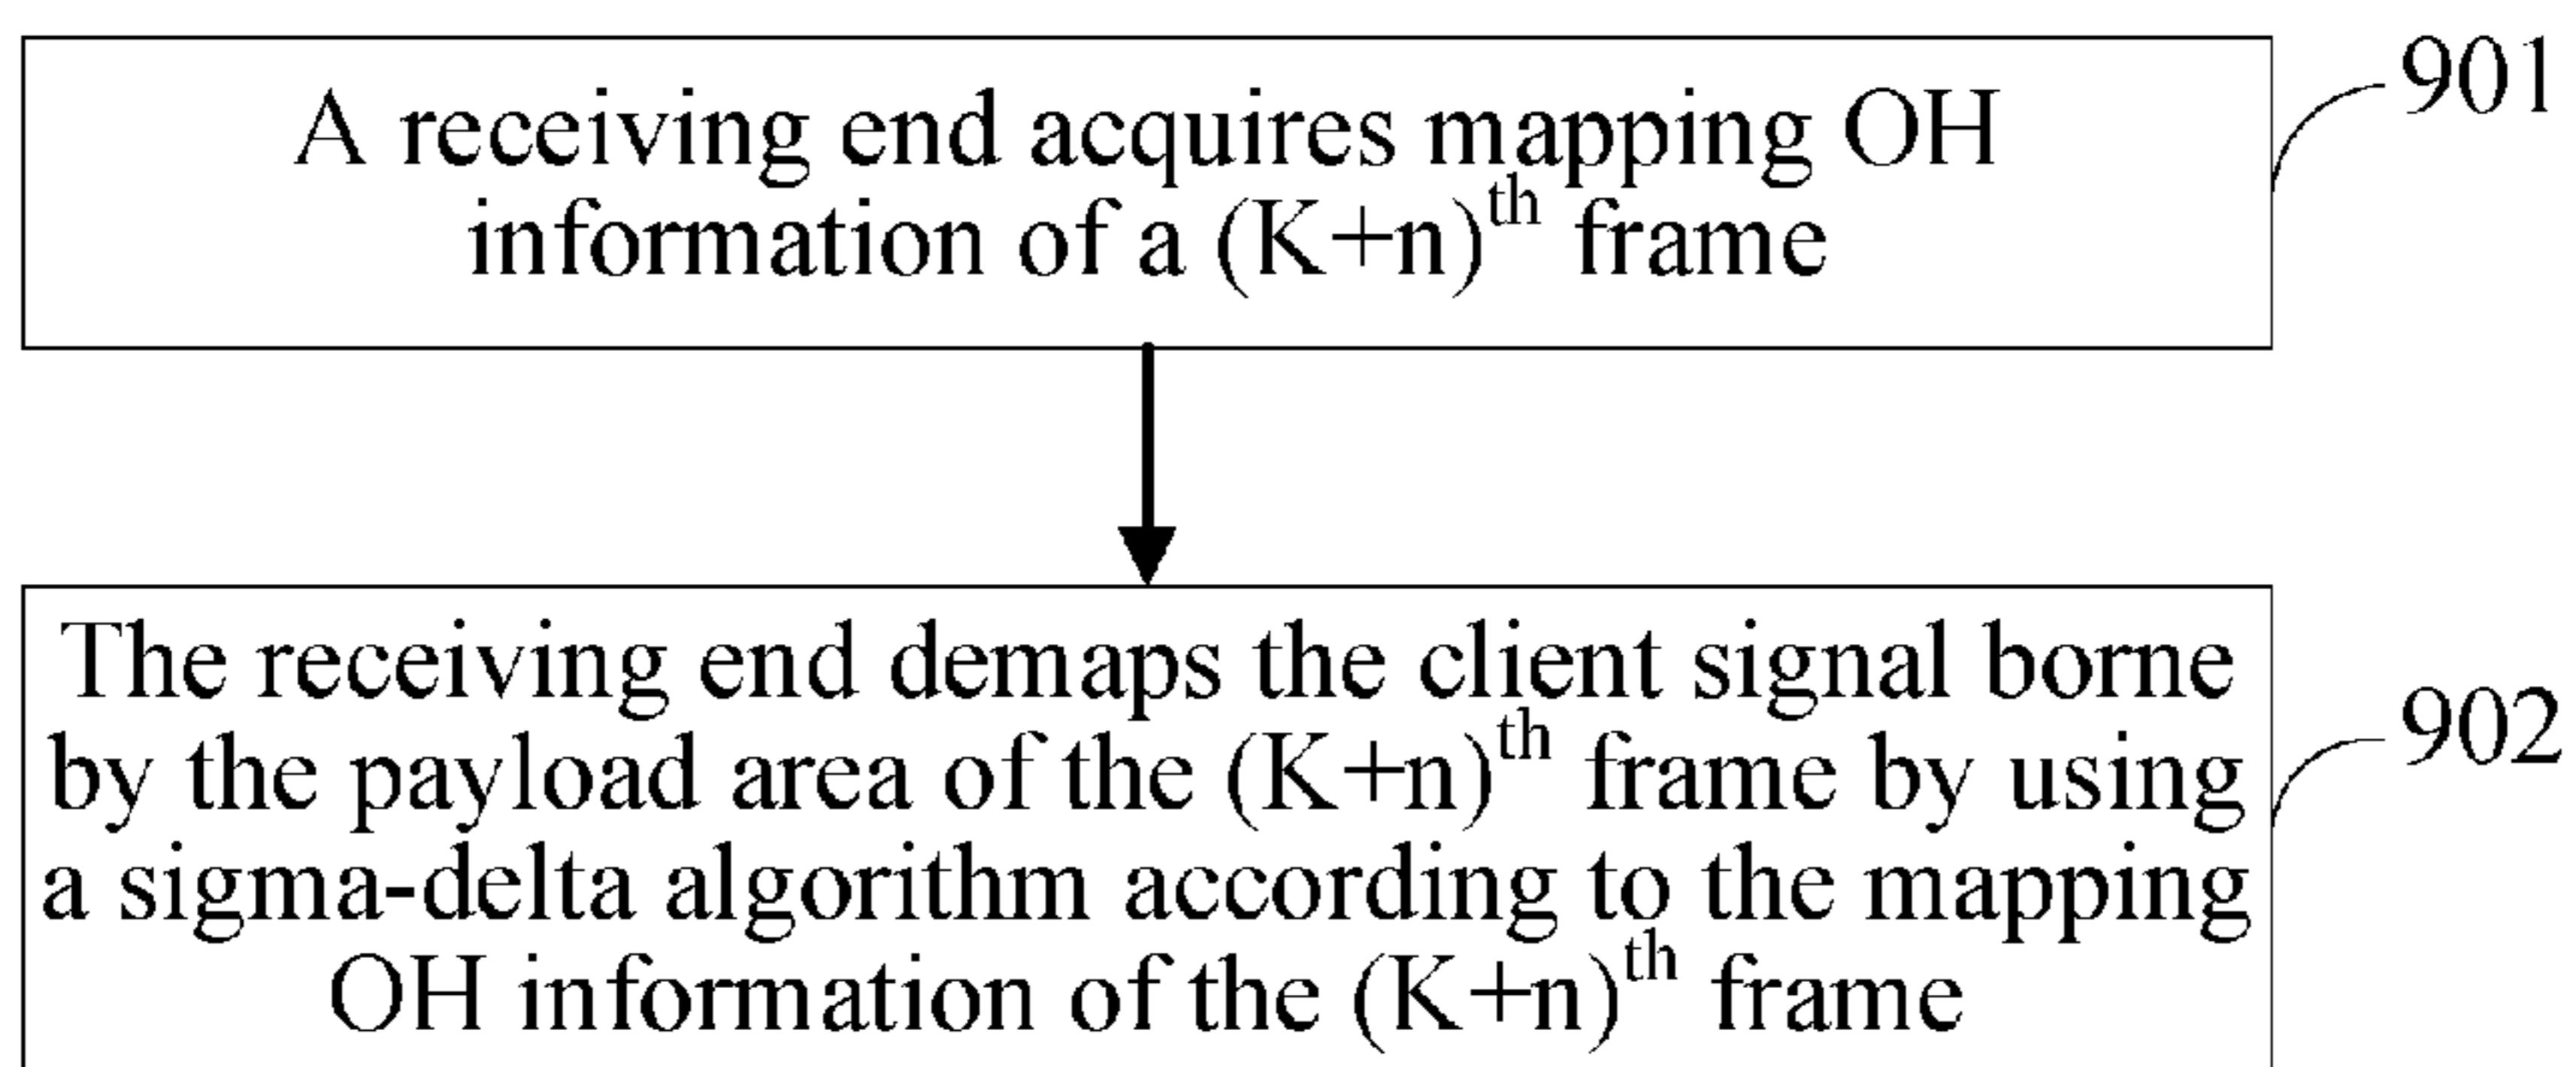 A receiving end acquires mapping OH
information of a (K+n)th frame
901
The receiving end demaps the client signal borne
by the payload area of the (K+n)th frame by using
a sigma-delta algorithm according to the mapping
OH information of the (K+n)th frame
902